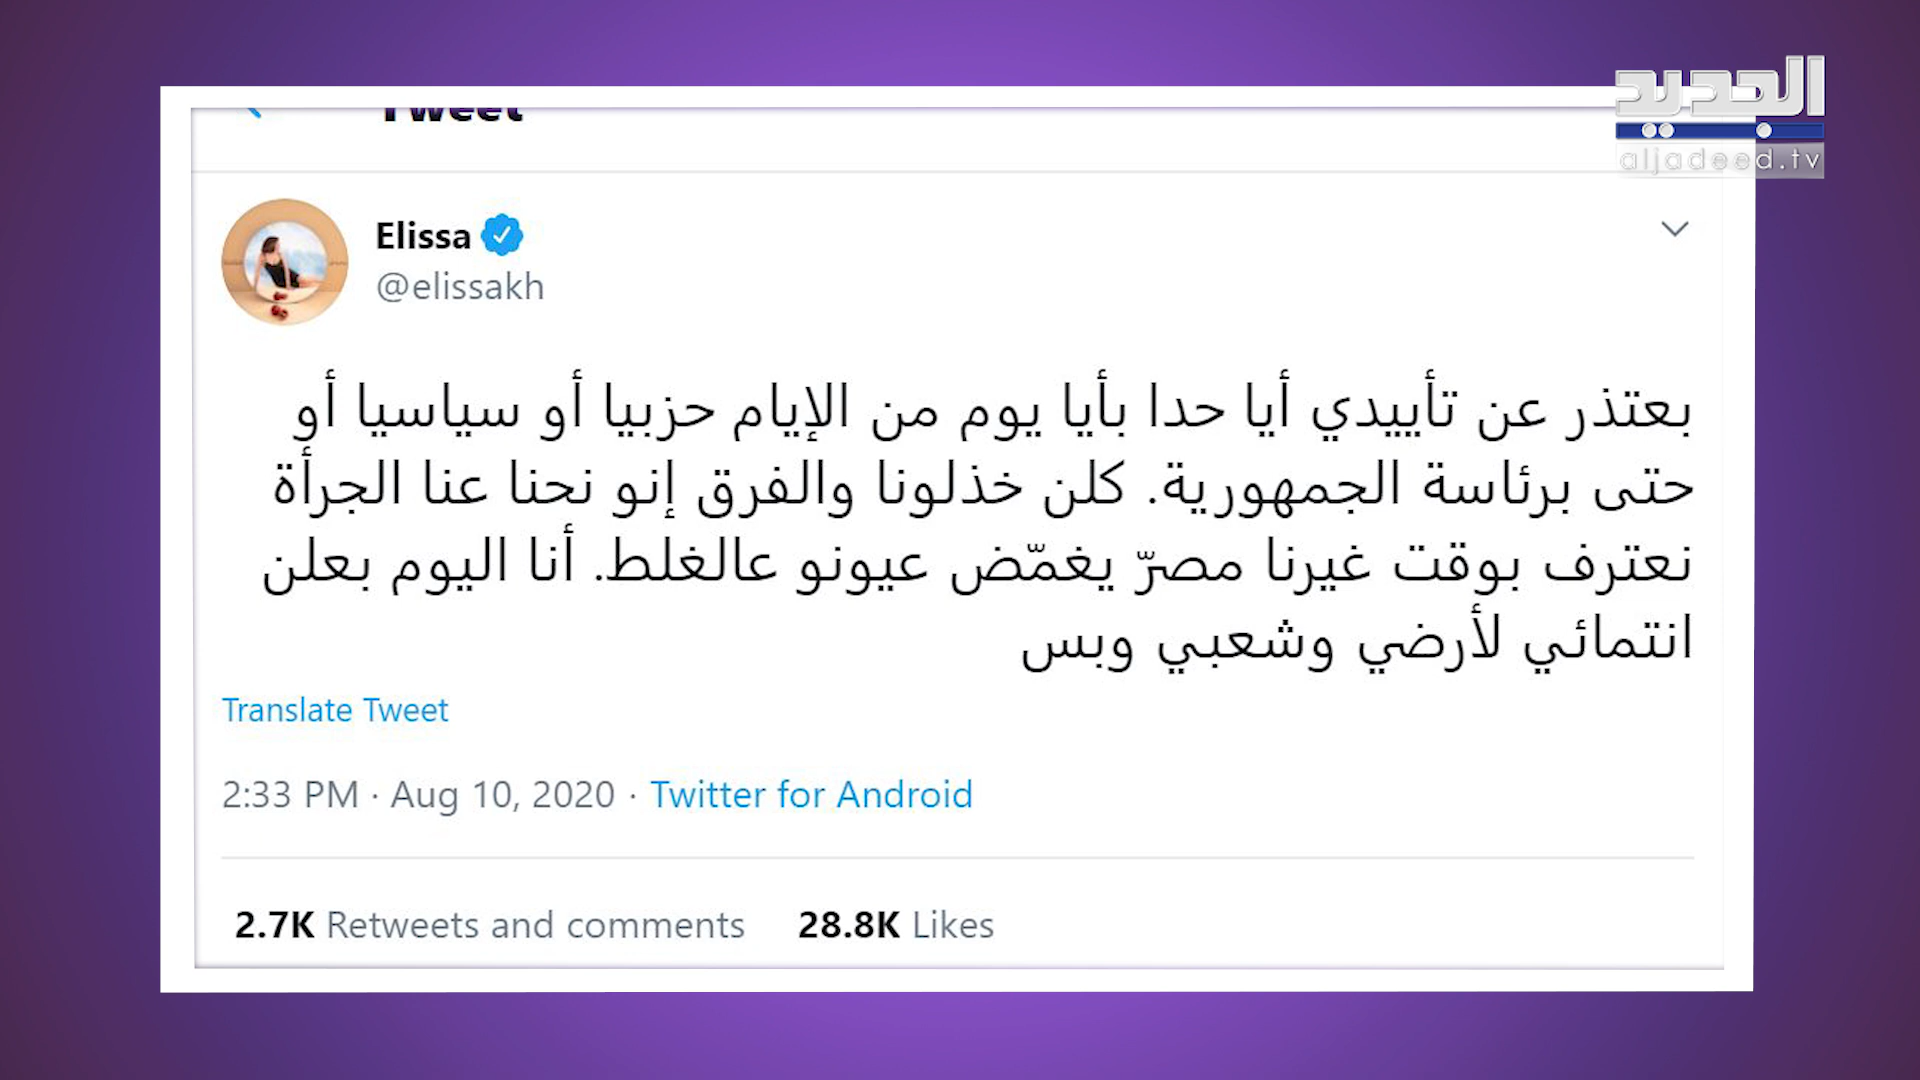 الجديد
aljadeed.tv
Tweet
Elissa
@elissakh
بعتذر عن تأييدي أيا حدا بأيا يوم من الإيام حزبيا أو سياسيا أو
حتى برئاسة الجمهورية. كلن خذلونا والفرق إنو نحنا عنا الجرأة
نعترف بوقت غيرنا مصرّ يغمّض عيونو عالغلط. أنا اليوم بعلن
انتمائي لأرضي وشعبي وبس
Translate Tweet
2:33 PM · Aug 10, 2020 · Twitter for Android
2.7K Retweets and comments 28.8K Likes